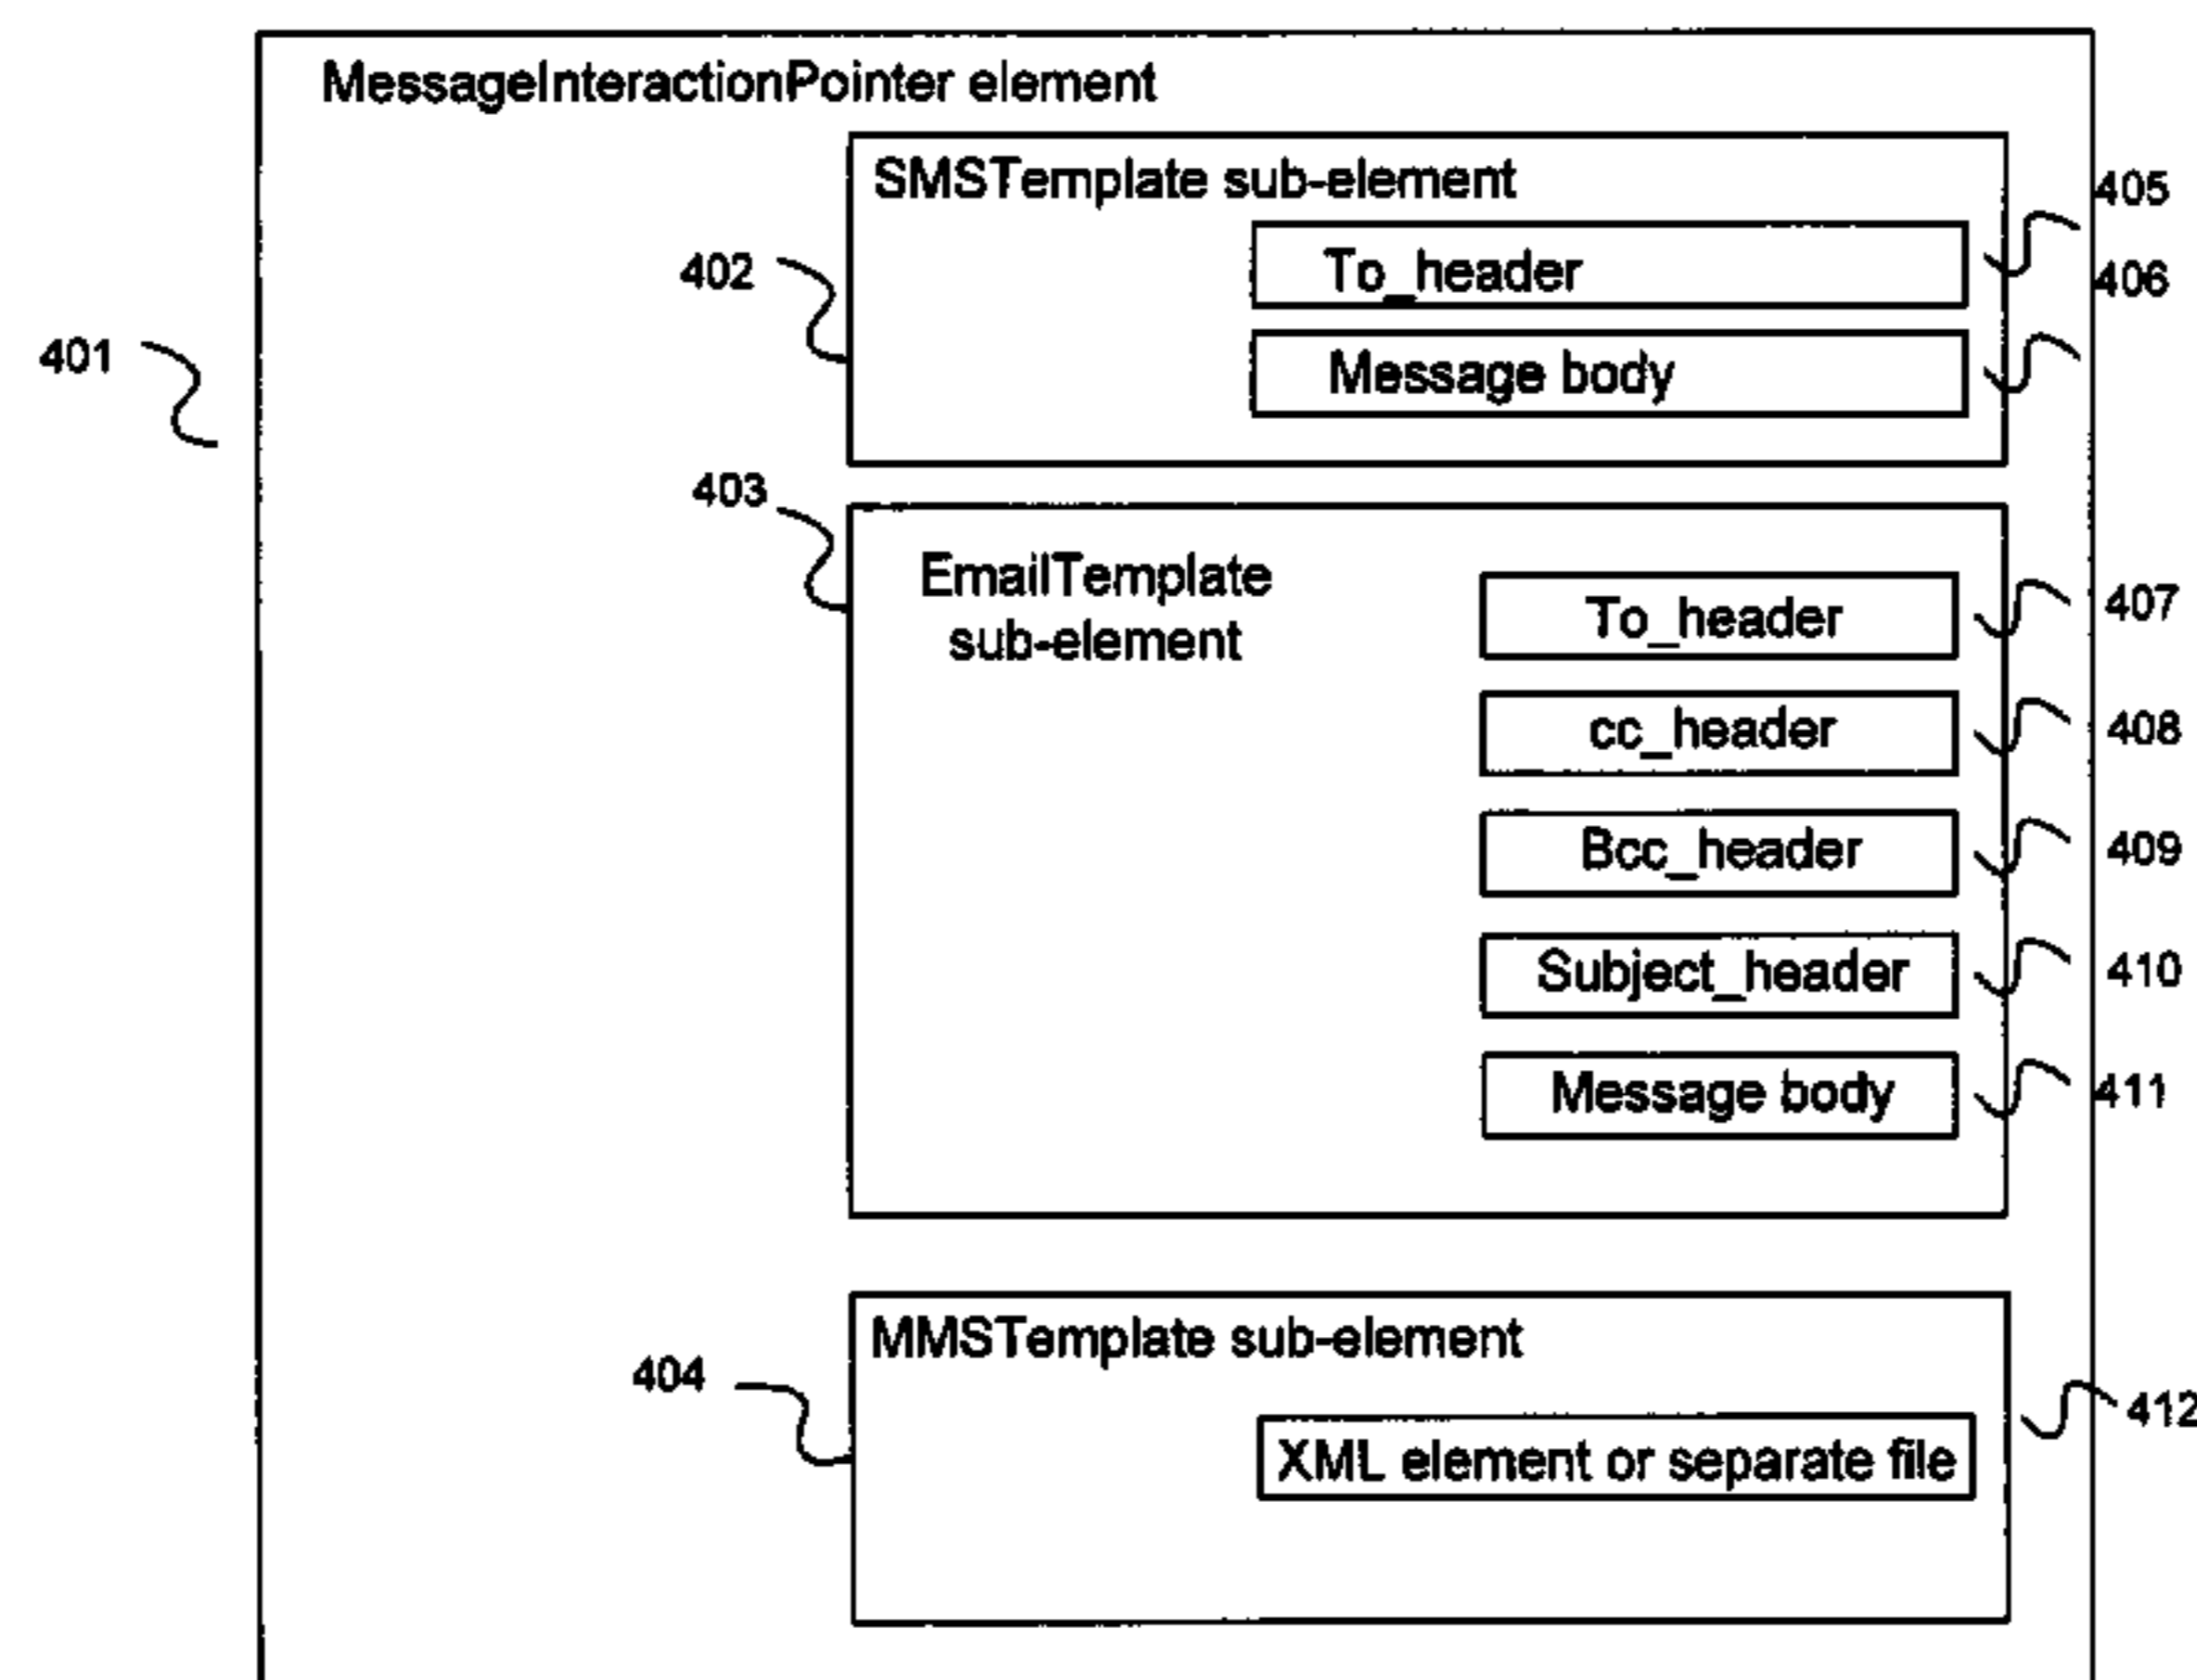 MessageInteractionPointer element
SMSTemplate sub-element
405
To_header
402
406
Message body
401
403
EmailTemplate
sub-element
To_header
407
cc_header
408
Bcc_header
409
Subject_header
410
Message body
411
MMSTemplate sub-element
404
412
XML element or separate file